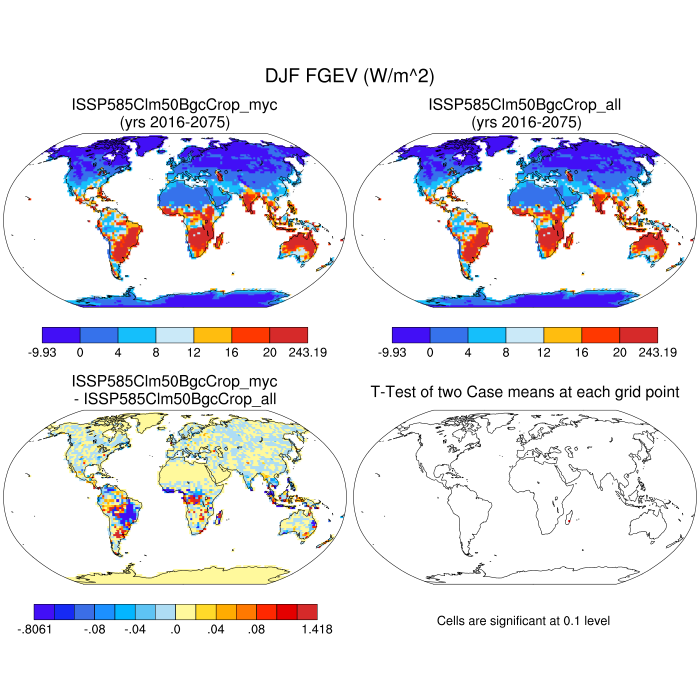 DJF FGEV (W/m^2)
ISSP585Clm50BgcCrop_myc
(yrs 2016-2075)
ISSP585Clm50BgcCrop_all
(yrs 2016-2075)
-9.93 0 4 8 12 16 20 243.19
-9.93 0 4 8 12 16 20 243.19
ISSP585Clm50BgcCrop_myc
- ISSP585Clm50BgcCrop_all
T-Test of two Case means at each grid point
-.8061 -.08 -.04 .0 .04 .08 1.418
Cells are significant at 0.1 level